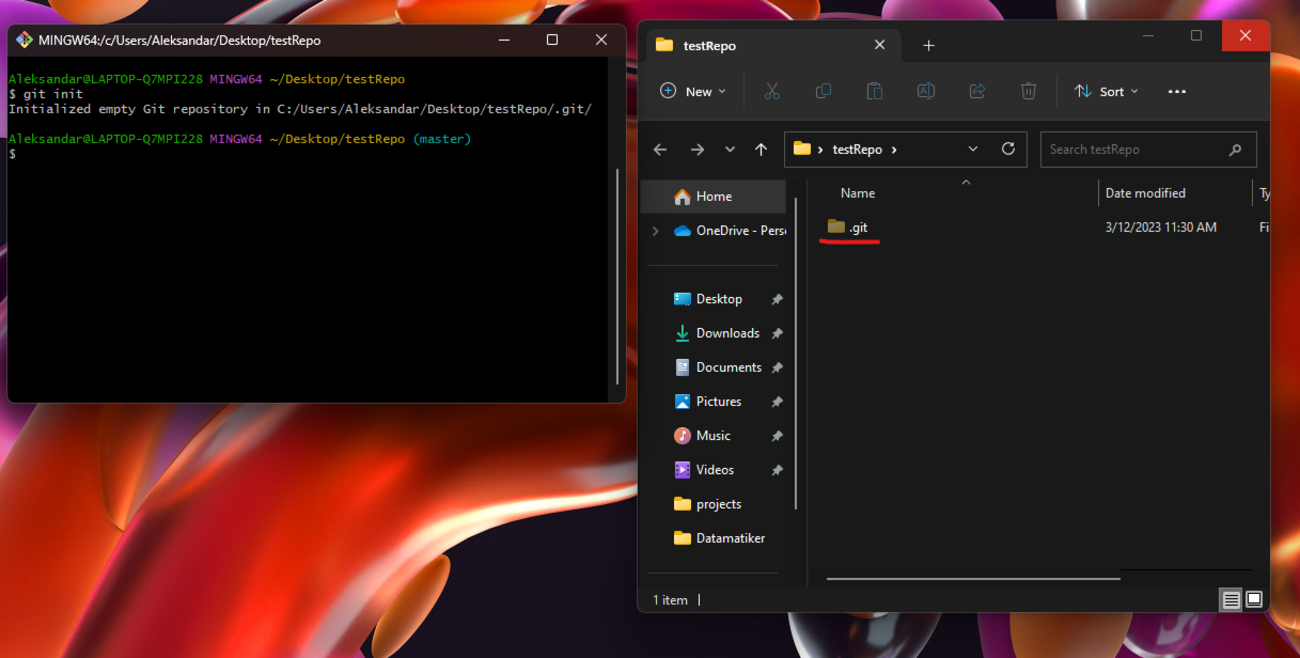 MINGW64:/c/Users/Aleksandar/Desktop/testRepo
Aleksandar@LAPTOP-Q7MPI228 MINGW64 ~/Desktop/testRepo
$ git init
Initialized empty Git repository in C:/Users/Aleksandar/Desktop/testRepo/.git/
Aleksandar@LAPTOP-Q7MPI228 MINGW64 ~/Desktop/testRepo (master)
$
testRepo
New
Sort
testRepo
Search testRepo
Home
OneDrive - Pers
Desktop
Downloads
Documents
Pictures
Music
Videos
projects
Datamatiker
Name Date modified Ty
.git 3/12/2023 11:30 AM Fi
1 item